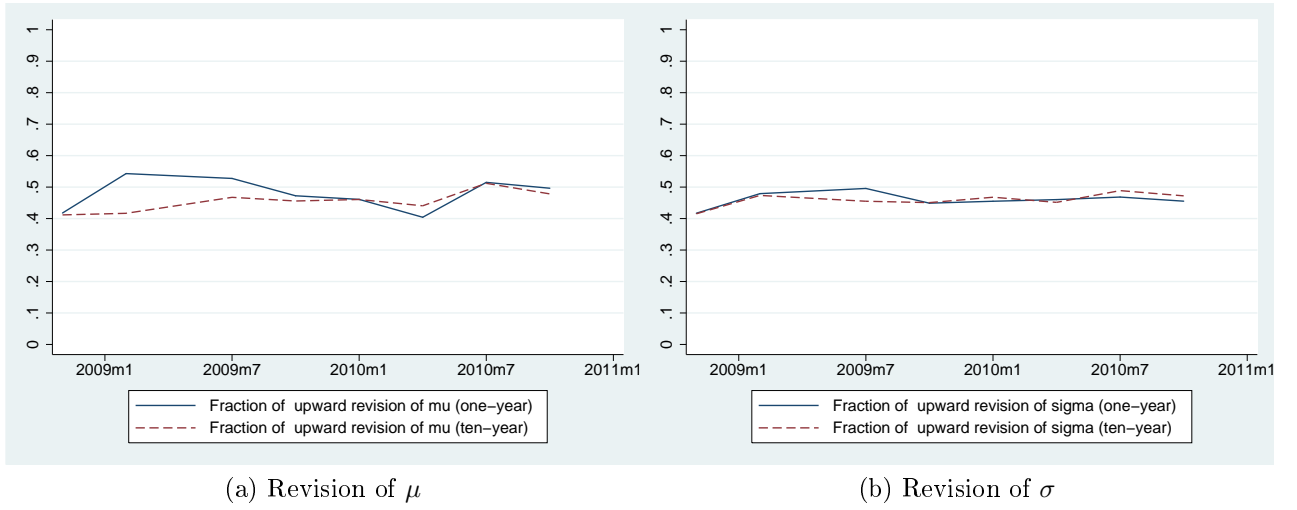 1
.9
.8
.7
.6
.5
.4
.3
.2
.1
0
2009m1 2009m7 2010m1 2010m7 2011m1
Fraction of upward revision of mu (one−year)
Fraction of upward revision of mu (ten−year)
(a) Revision of μ
1
.9
.8
.7
.6
.5
.4
.3
.2
.1
0
2009m1 2009m7 2010m1 2010m7 2011m1
Fraction of upward revision of sigma (one−year)
Fraction of upward revision of sigma (ten−year)
(b) Revision of σ